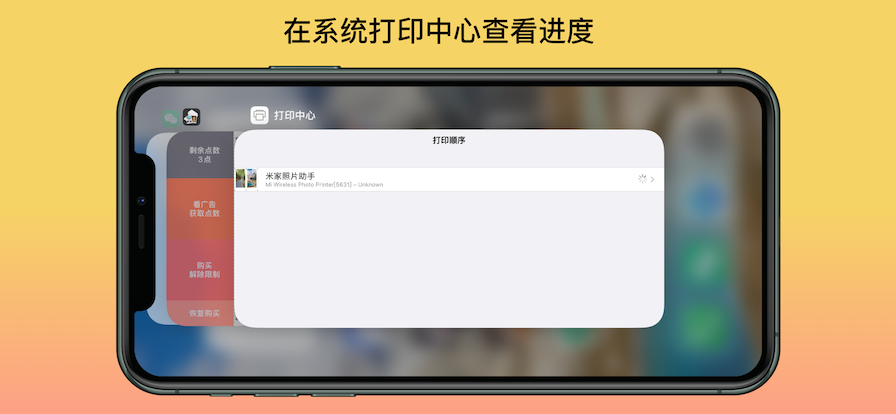 在系统打印中心查看进度
打印中心
打印顺序
剩余点数
3点
米家照片助手
Mi Wireless Photo Printer[5631] – Unknown
看广告
获取点数
购买
解除限制
恢复购买